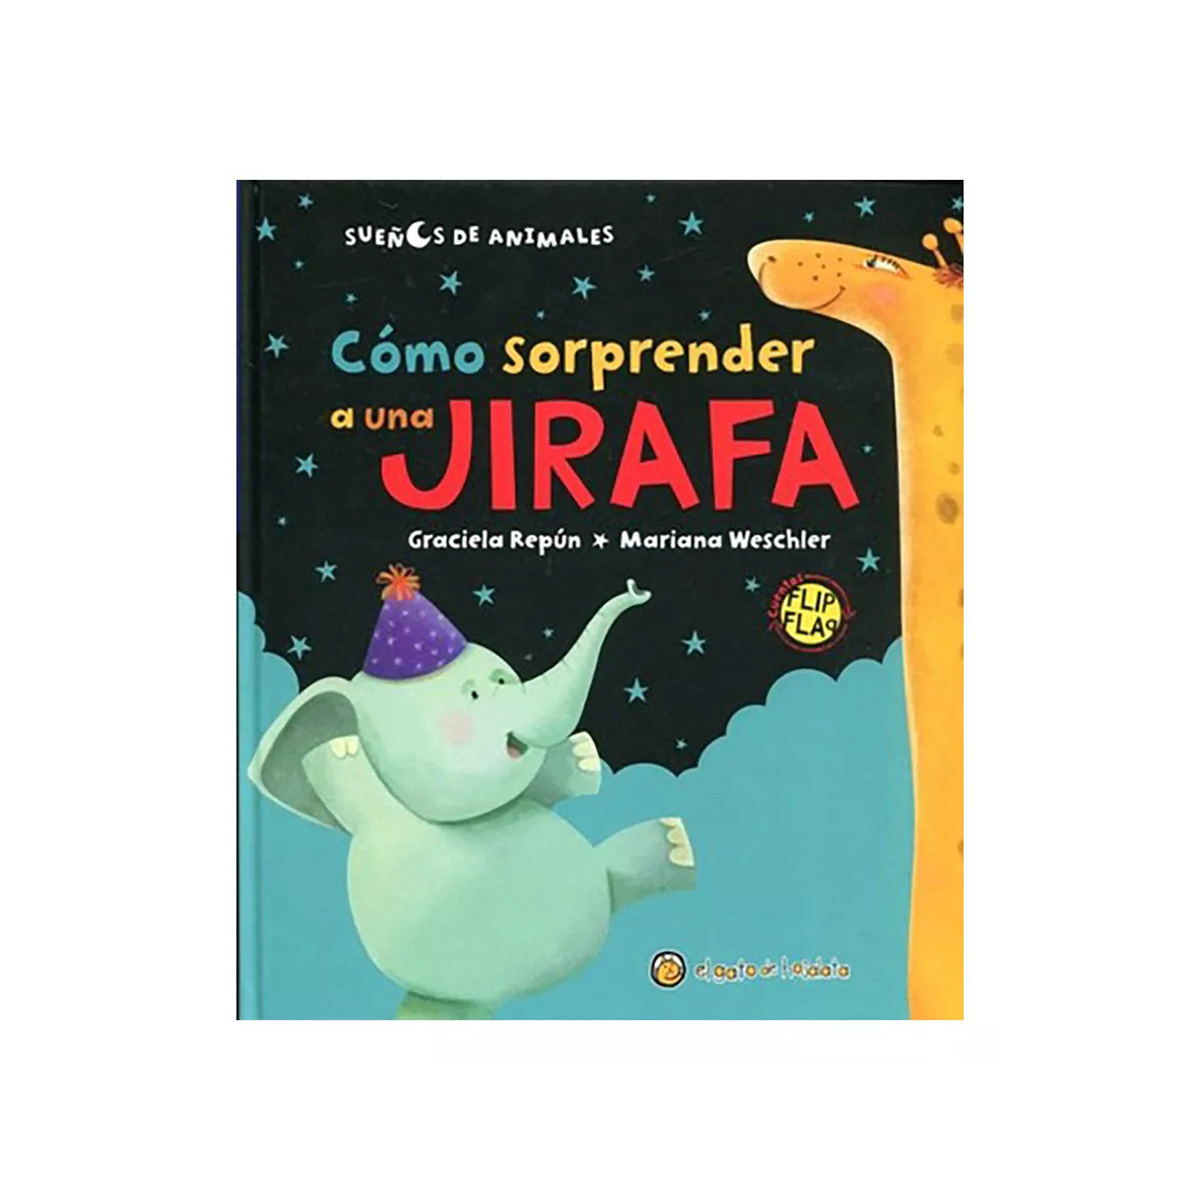 SUEÑOS DE ANIMALES
Cómo sorprender
a una JIRAFA
Graciela Repún ★ Mariana Weschler
Cuentos
FLIP
FLAP
el gato de hojalata